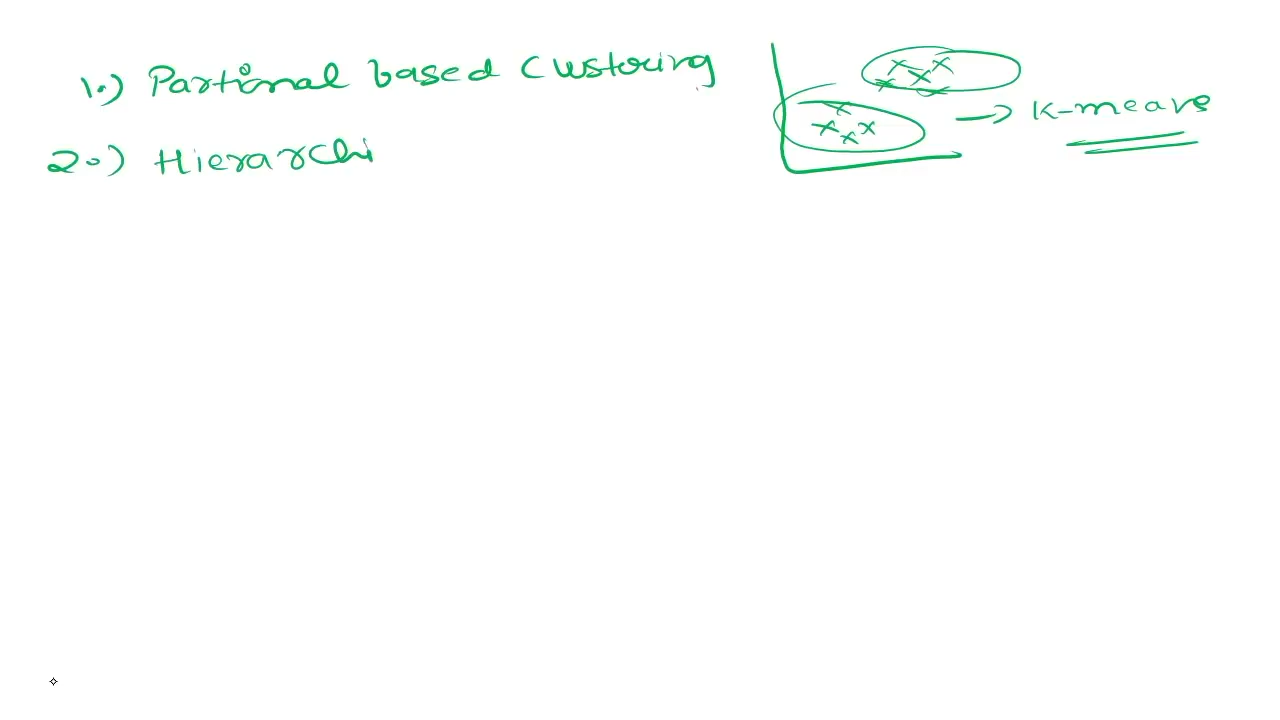 1.) Partional based Clustering
→ K-means
2.) Hierarchi